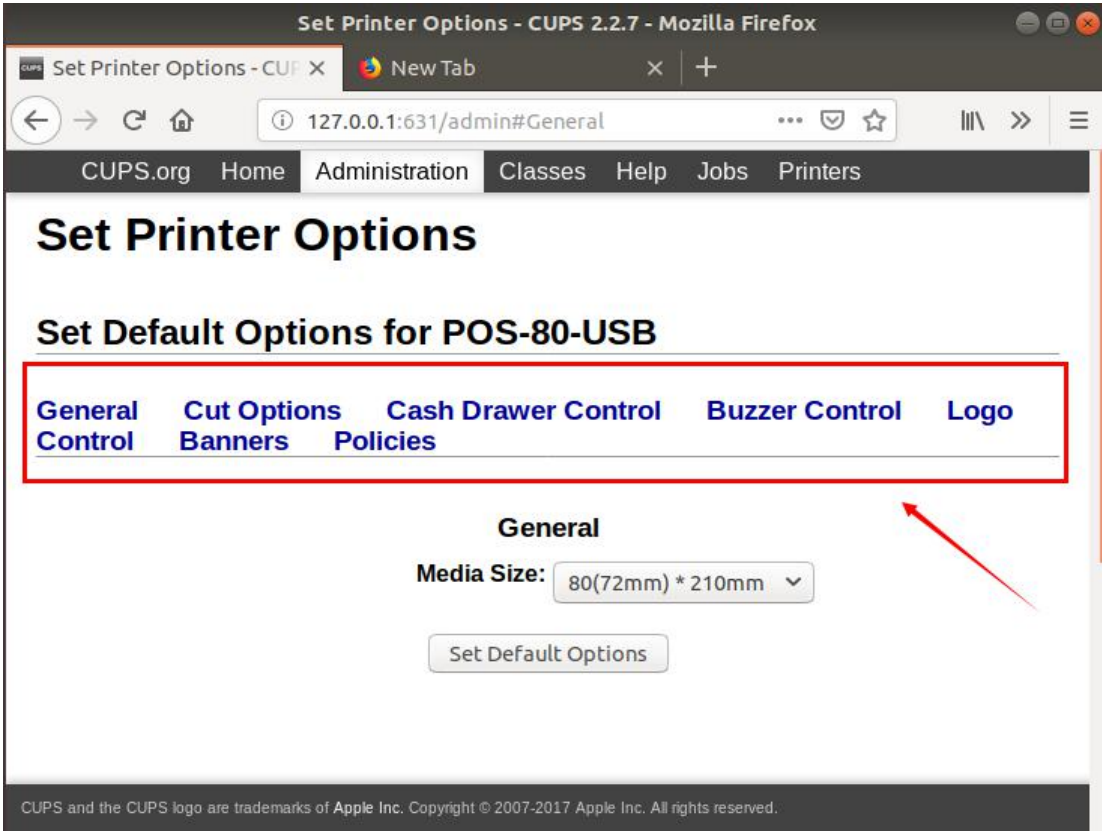 Set Printer Options - CUPS 2.2.7 - Mozilla Firefox
Set Printer Options - CUP New Tab
127.0.0.1:631/admin#General
CUPS.org Home Administration Classes Help Jobs Printers
Set Printer Options
Set Default Options for POS-80-USB
General Cut Options Cash Drawer Control Buzzer Control Logo
Control Banners Policies
General
Media Size: 80(72mm) * 210mm
Set Default Options
CUPS and the CUPS logo are trademarks of Apple Inc. Copyright © 2007-2017 Apple Inc. All rights reserved.